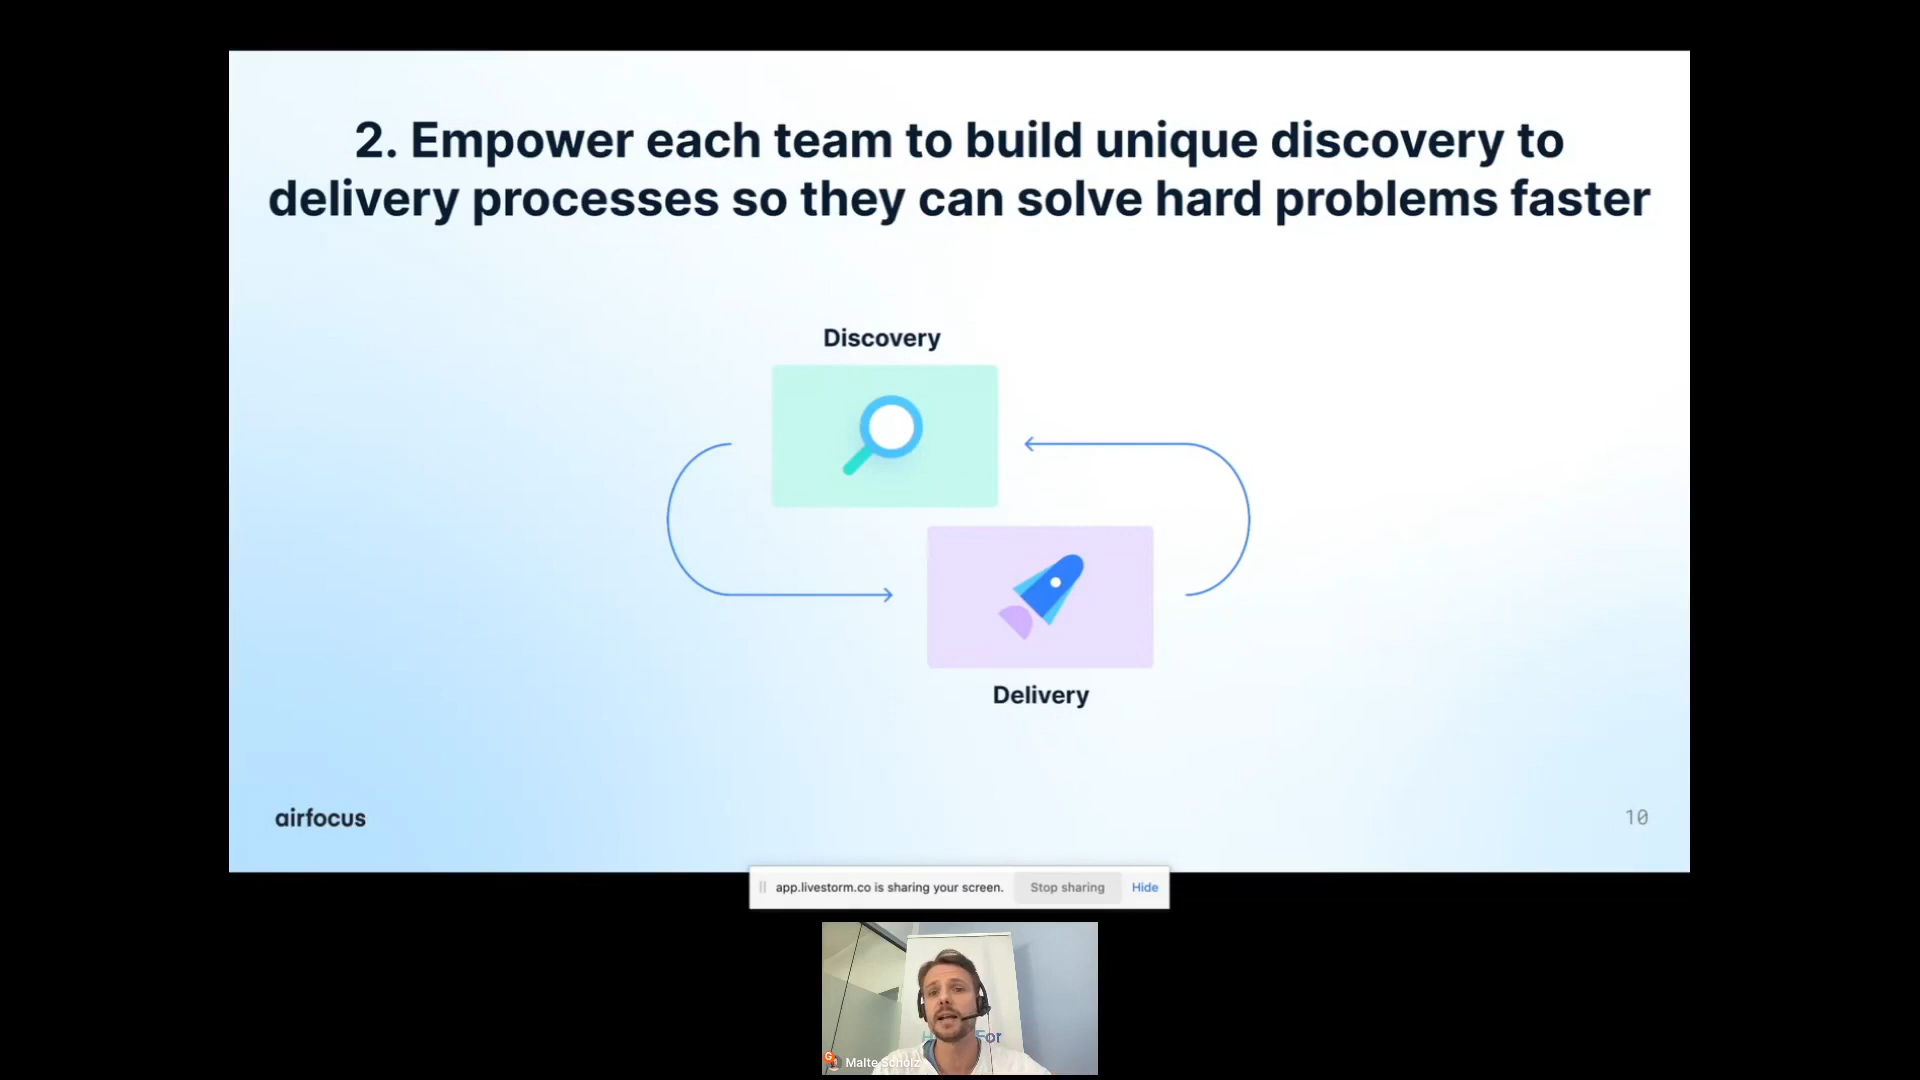 2. Empower each team to build unique discovery to
delivery processes so they can solve hard problems faster
Discovery
Delivery
airfocus
10
app.livestorm.co is sharing your screen.
Stop sharing
Hide
For
G
Malte Scholz